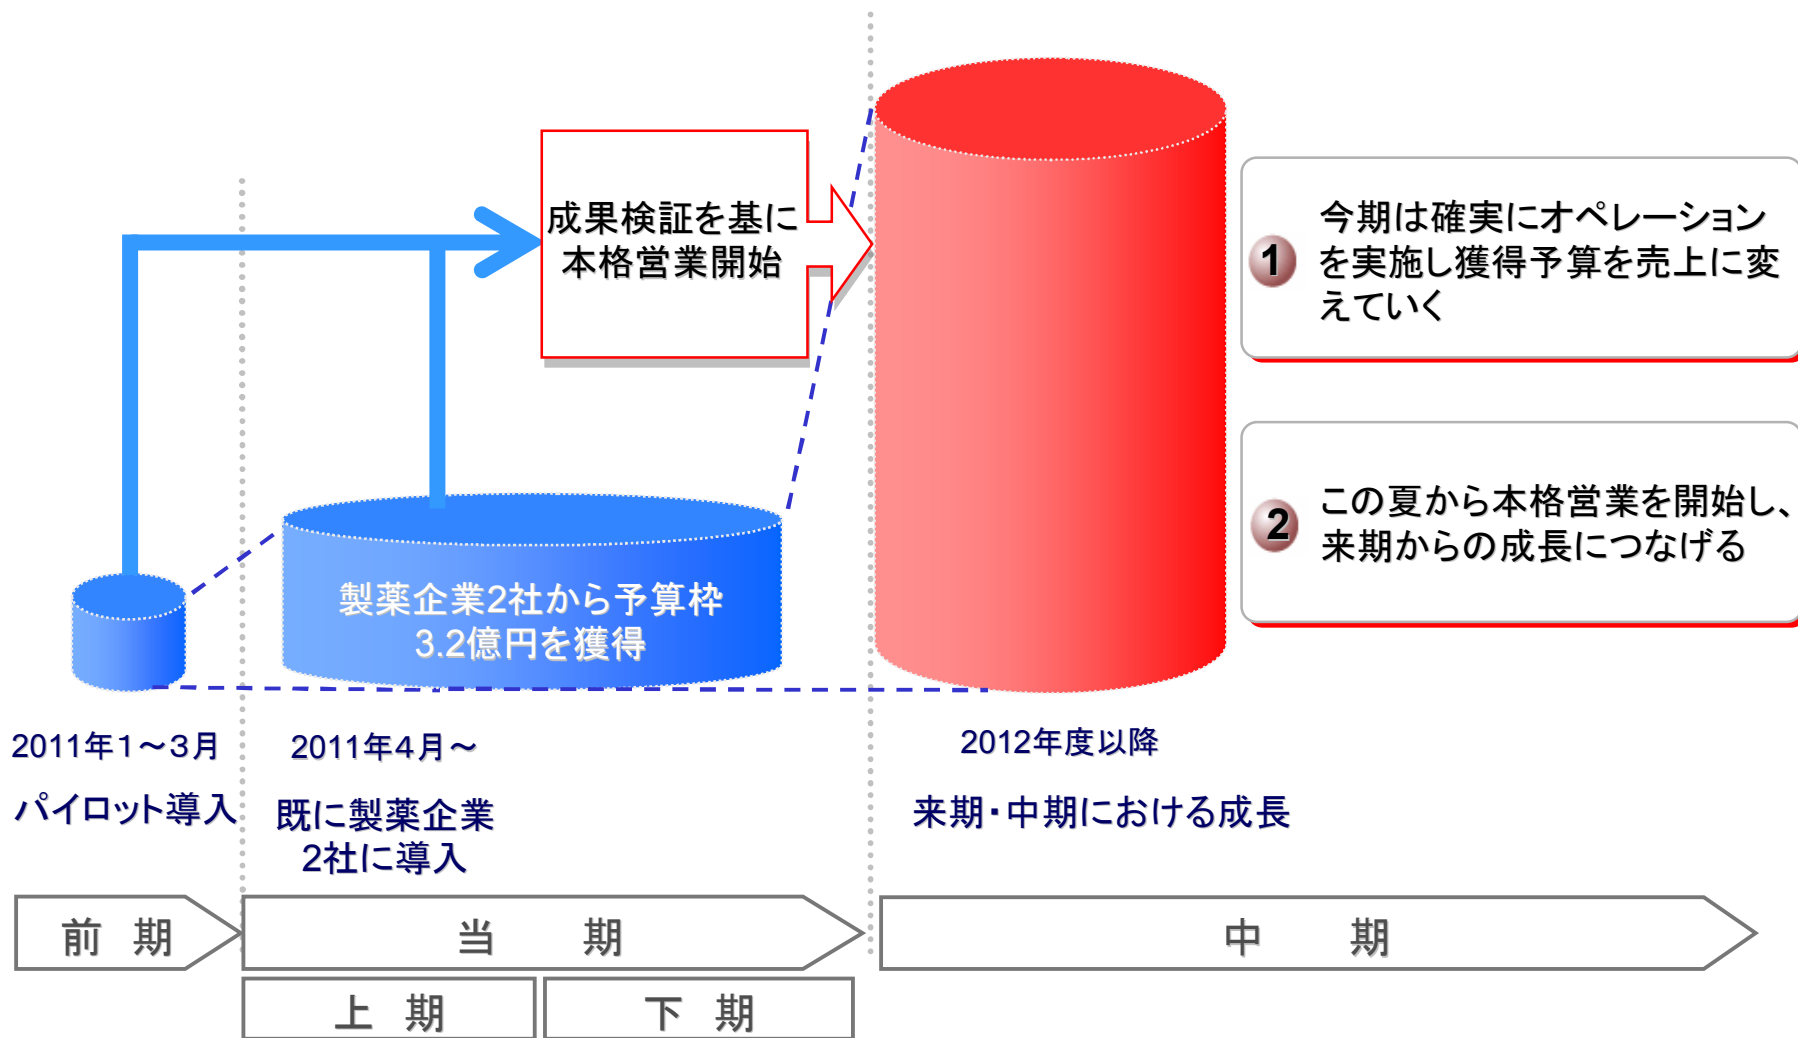 成果検証を基に
本格営業開始
1
今期は確実にオペレーション
を実施し獲得予算を売上に変
えていく
2
この夏から本格営業を開始し、
来期からの成長につなげる
製薬企業2社から予算枠
3.2億円を獲得
2011年１～３月
パイロット導入
2011年４月～
既に製薬企業
2社に導入
2012年度以降
来期・中期における成長
前 期
当 期
中 期
上 期
下 期